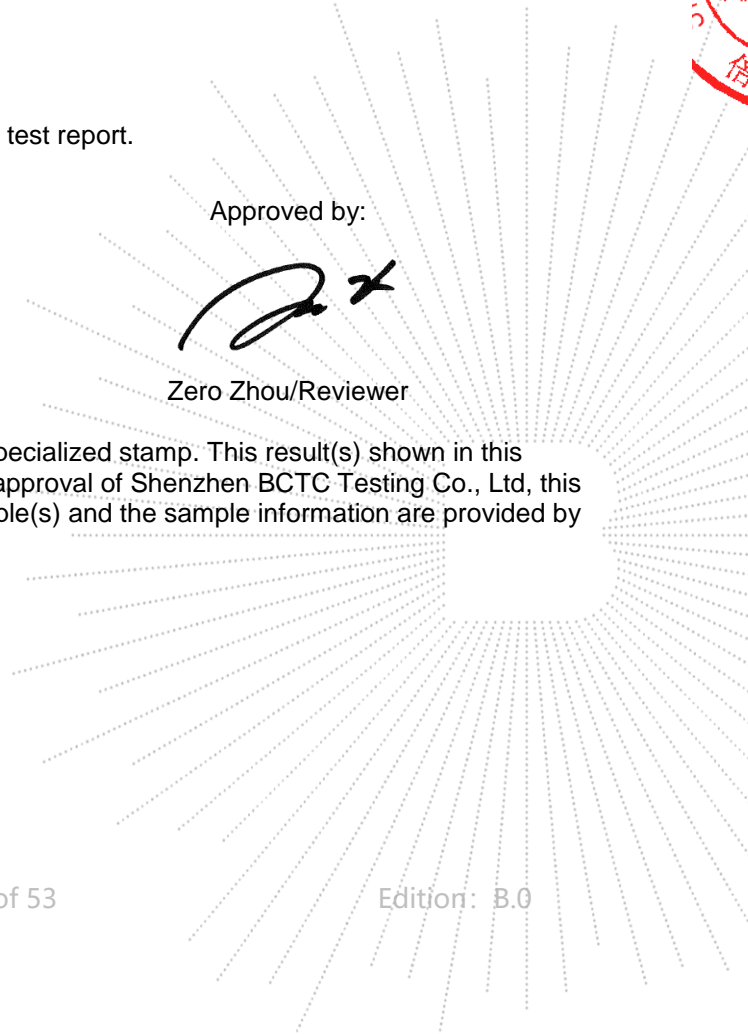 test report.
Approved by:
Zero Zhou/Reviewer
pecialized stamp. This result(s) shown in this
approval of Shenzhen BCTC Testing Co., Ltd, this
ple(s) and the sample information are provided by
of 53 Edition: B.0